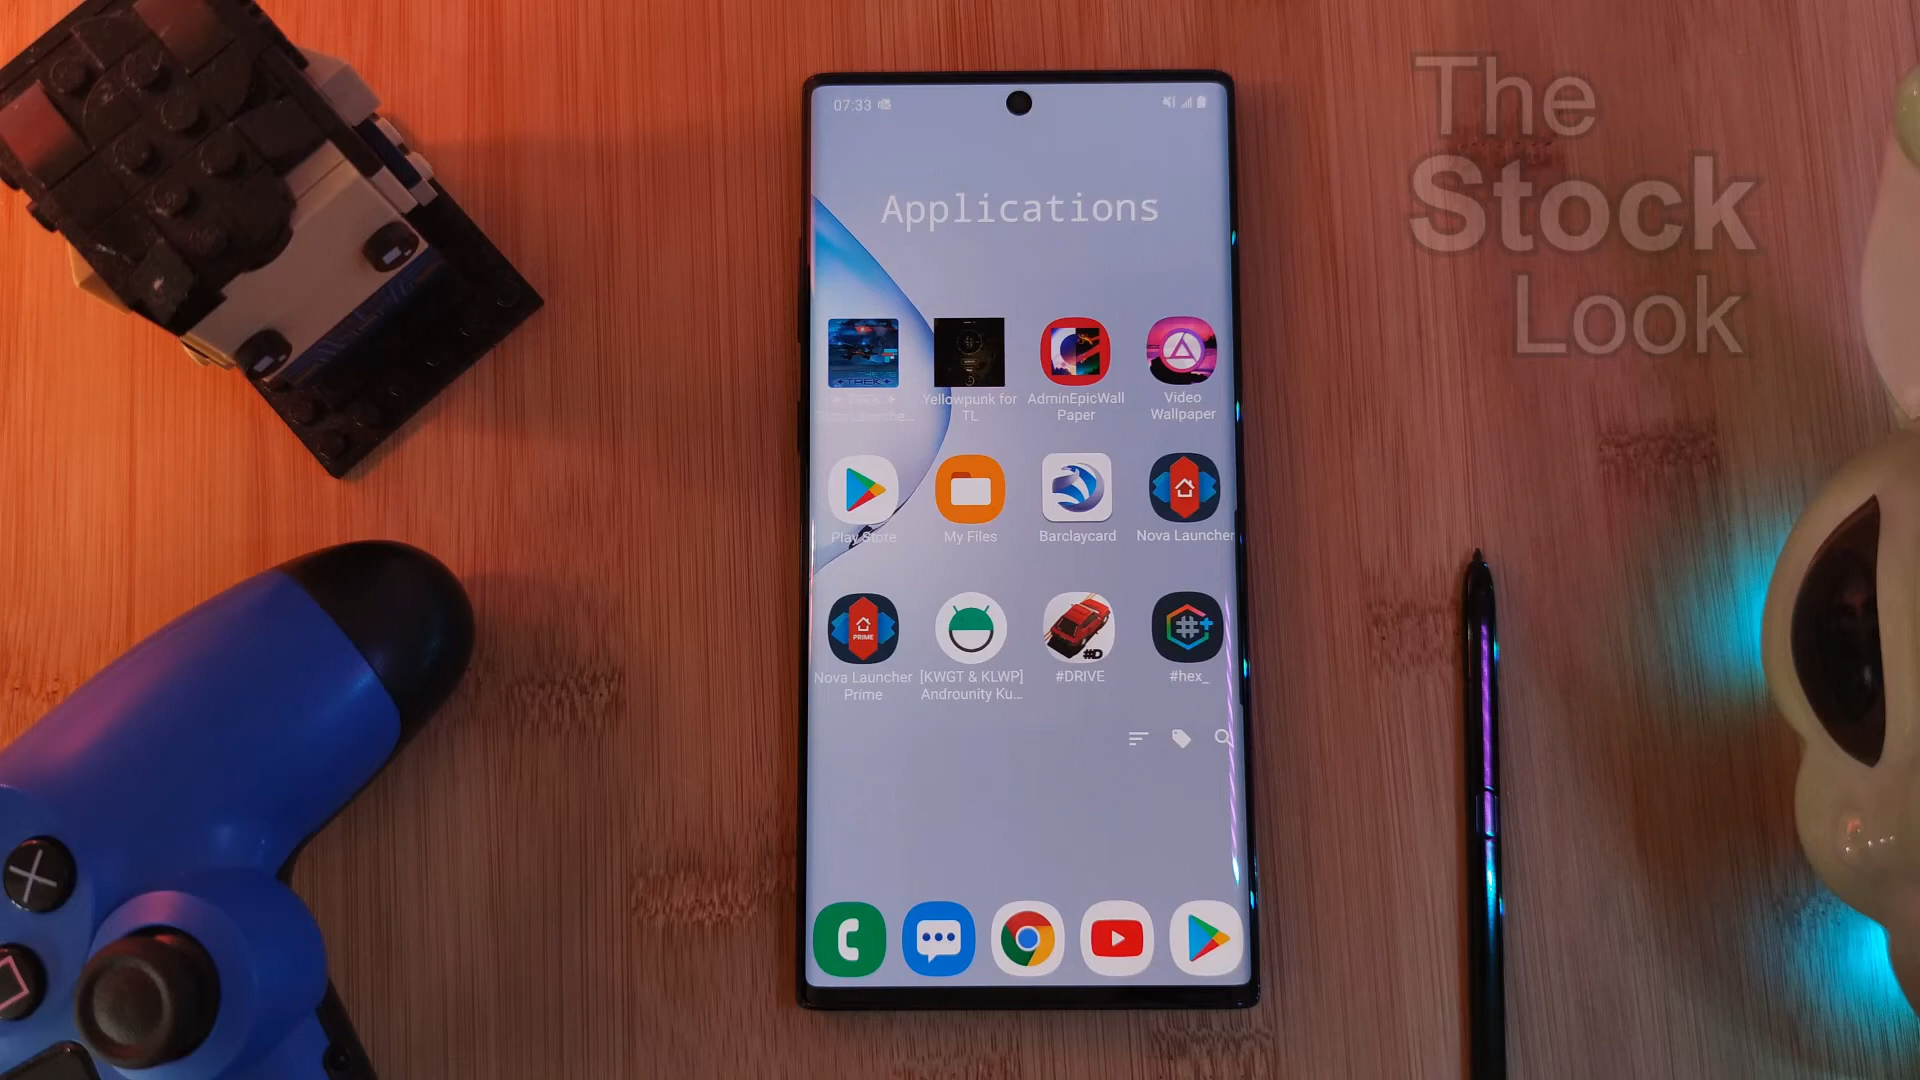 The
Stock
Look
07:33
Applications
TREK
Yellowpunk for
TL
AdminEpicWall
Paper
Video
Wallpaper
Play Store
My Files
Barclaycard
Nova Launcher
PRIME
#D
Nova Launcher
Prime
[KWGT & KLWP]
Androunity Ku...
#DRIVE
#hex_